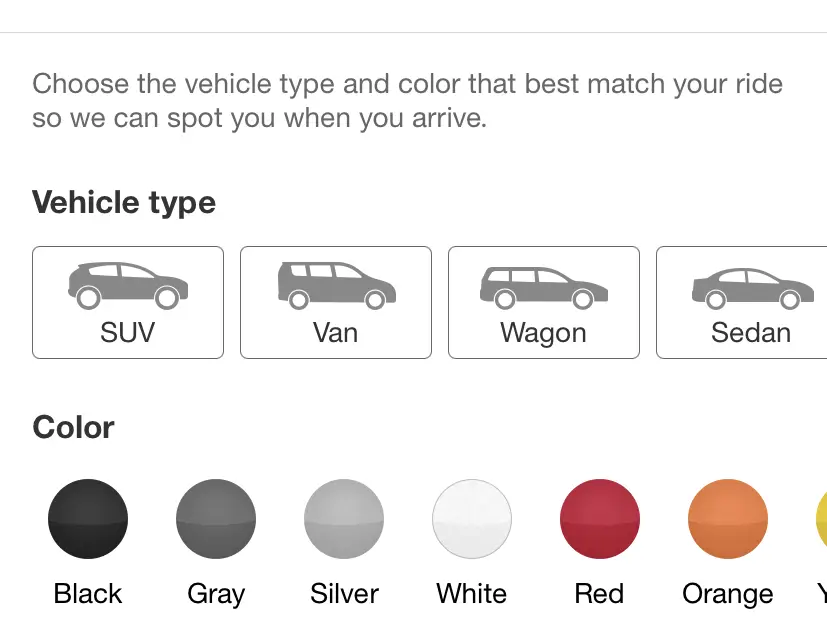 Choose the vehicle type and color that best match your ride
so we can spot you when you arrive.
Vehicle type
SUV Van Wagon Sedan
Color
Black Gray Silver White Red Orange